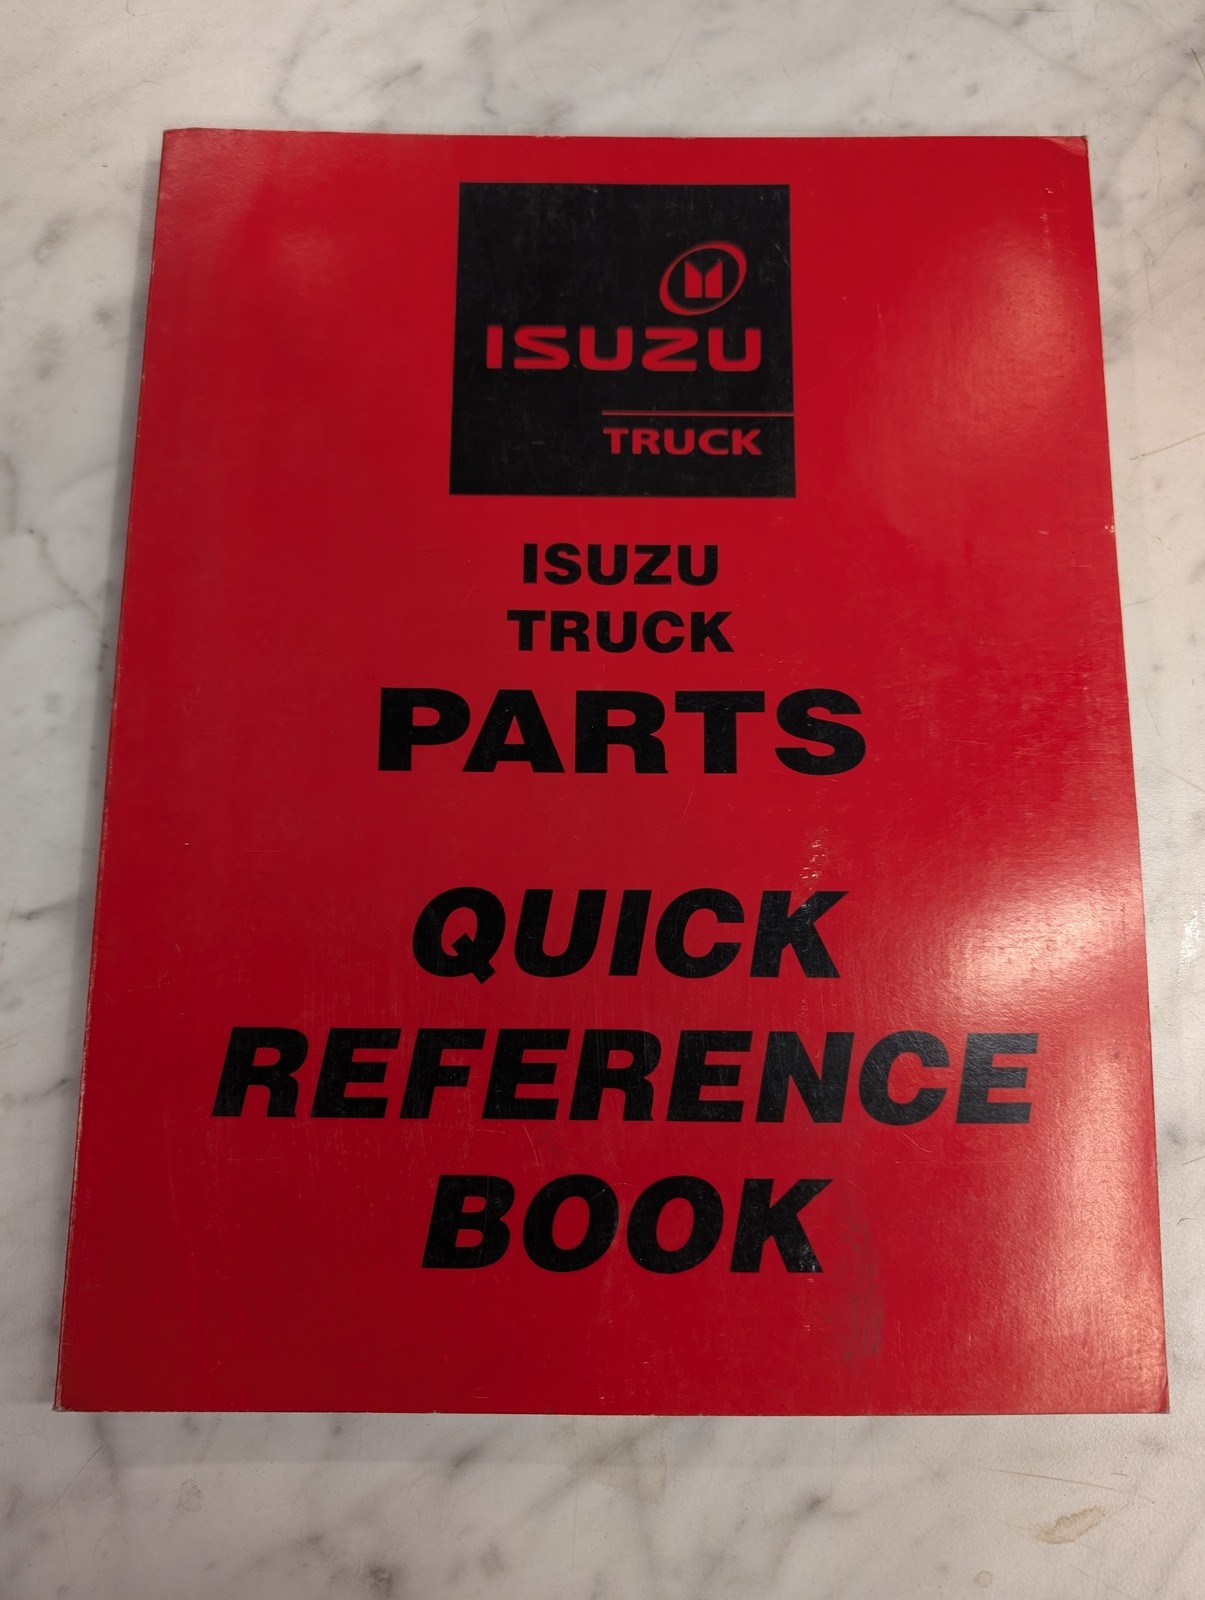 ISUZU
TRUCK
ISUZU
TRUCK
PARTS
QUICK
REFERENCE
BOOK